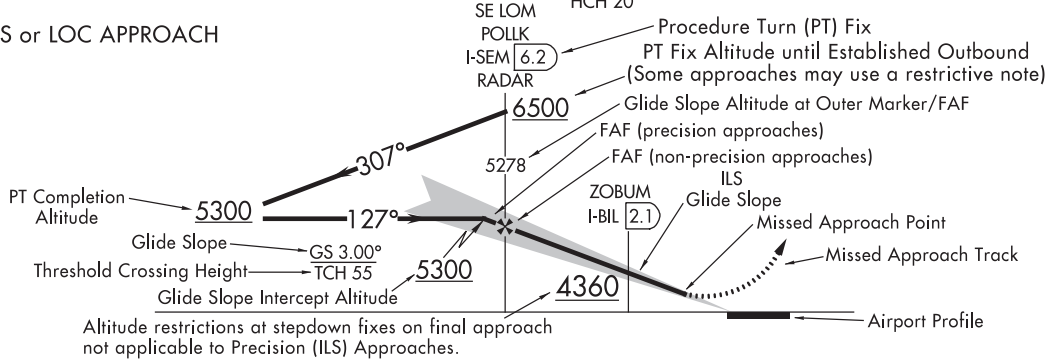 HCH 20
SE LOM
POLLK
I-SEM 6.2
RADAR
S or LOC APPROACH
Procedure Turn (PT) Fix
PT Fix Altitude until Established Outbound
(Some approaches may use a restrictive note)
6500
Glide Slope Altitude at Outer Marker/FAF
FAF (precision approaches)
307°
5278
FAF (non-precision approaches)
ILS
Glide Slope
ZOBUM
I-BIL 2.1
PT Completion
Altitude
5300
127°
Missed Approach Point
Missed Approach Track
Glide Slope
GS 3.00°
Threshold Crossing Height
TCH 55
5300
Glide Slope Intercept Altitude
4360
Airport Profile
Altitude restrictions at stepdown fixes on final approach
not applicable to Precision (ILS) Approaches.